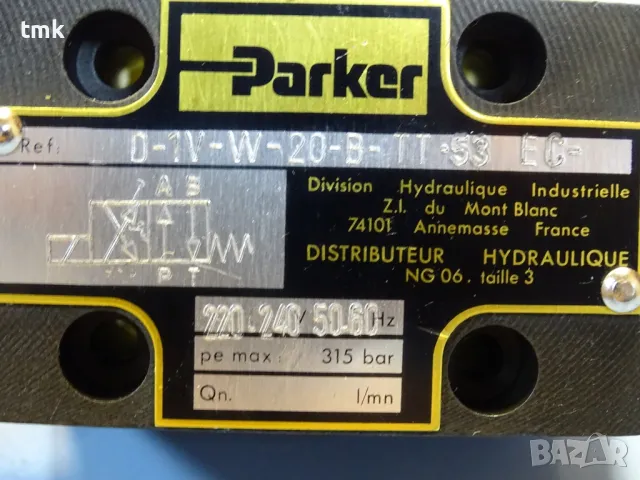 tmk
Parker
Ref: D-1V-W-20-B-TT-53 EC-
A B
P T
Division Hydraulique Industrielle
Z.I. du Mont Blanc
74101 Annemasse France
DISTRIBUTEUR HYDRAULIQUE
NG 06. taille 3
220-240/ 50-60 Hz
pe max: 315 bar
Qn. l/mn
BAZAR